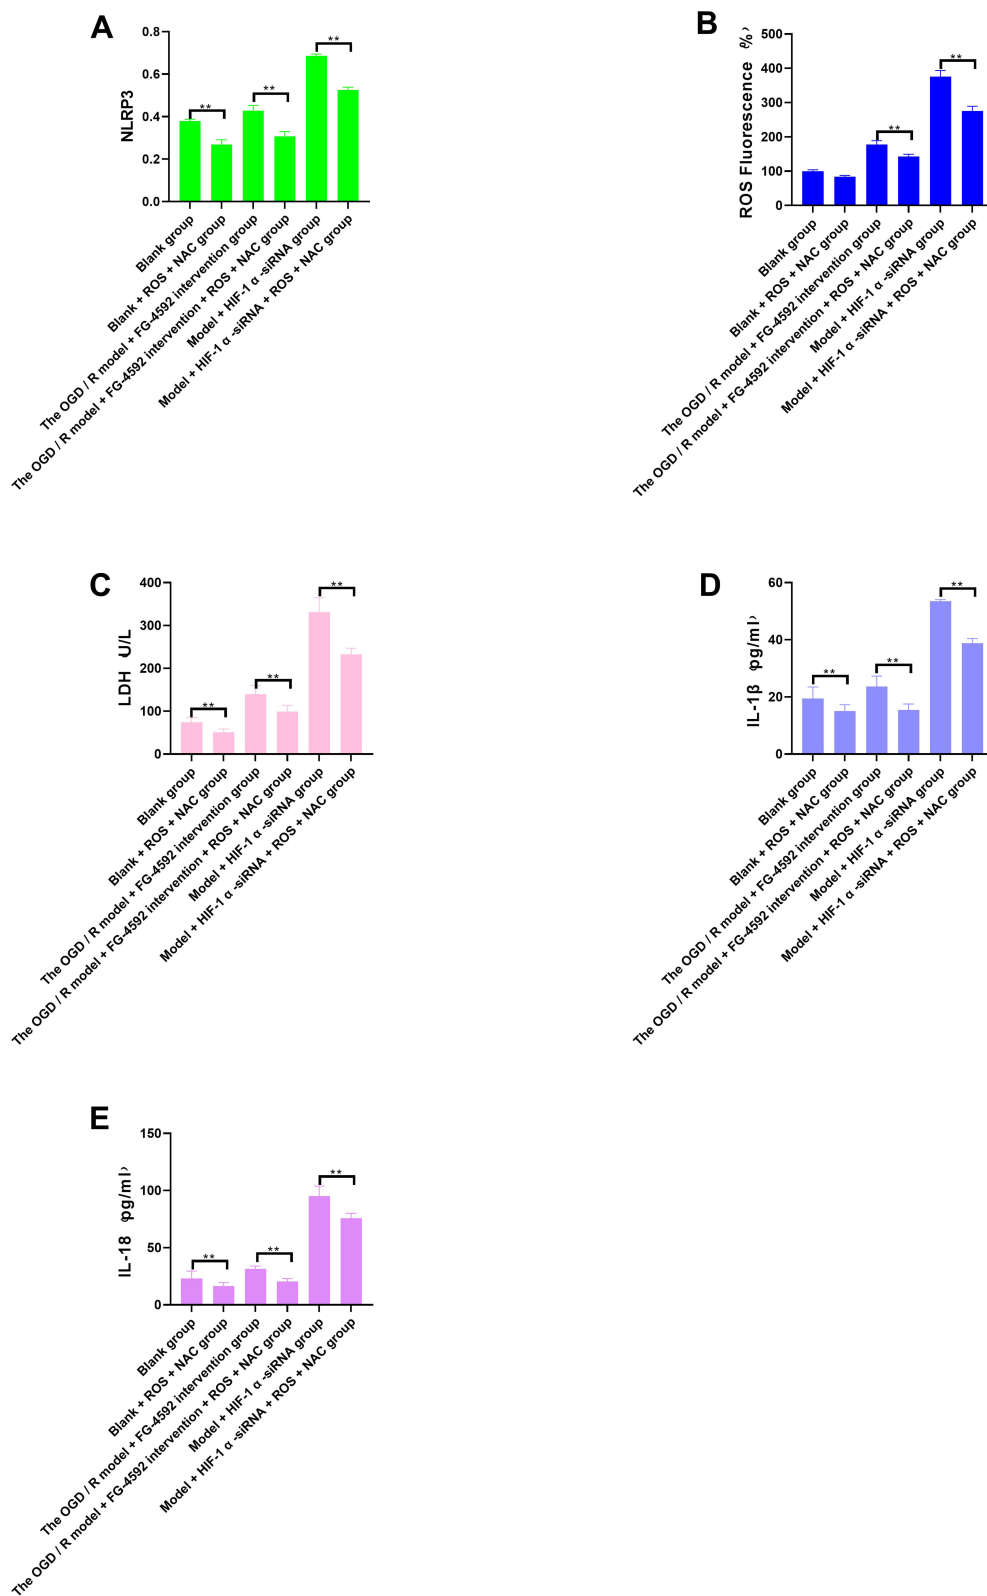 A
NLRP3
0.8
0.6
0.4
0.2
0.0
**
**
**
Blank group
Blank + ROS + NAC group
The OGD / R model + FG-4592 intervention group
The OGD / R model + FG-4592 intervention + ROS + NAC group
Model + HIF-1 α -siRNA group
Model + HIF-1 α -siRNA + ROS + NAC group
B
ROS Fluorescence (%)
500
400
300
200
100
0
**
**
Blank group
Blank + ROS + NAC group
The OGD / R model + FG-4592 intervention group
The OGD / R model + FG-4592 intervention + ROS + NAC group
Model + HIF-1 α -siRNA group
Model + HIF-1 α -siRNA + ROS + NAC group
C
LDH U/L
400
300
200
100
0
**
**
**
Blank group
Blank + ROS + NAC group
The OGD / R model + FG-4592 intervention group
The OGD / R model + FG-4592 intervention + ROS + NAC group
Model + HIF-1 α -siRNA group
Model + HIF-1 α -siRNA + ROS + NAC group
D
IL-1β (pg/ml)
60
40
20
0
**
**
**
Blank group
Blank + ROS + NAC group
The OGD / R model + FG-4592 intervention group
The OGD / R model + FG-4592 intervention + ROS + NAC group
Model + HIF-1 α -siRNA group
Model + HIF-1 α -siRNA + ROS + NAC group
E
IL-18 (pg/ml)
150
100
50
0
**
**
**
Blank group
Blank + ROS + NAC group
The OGD / R model + FG-4592 intervention group
The OGD / R model + FG-4592 intervention + ROS + NAC group
Model + HIF-1 α -siRNA group
Model + HIF-1 α -siRNA + ROS + NAC group